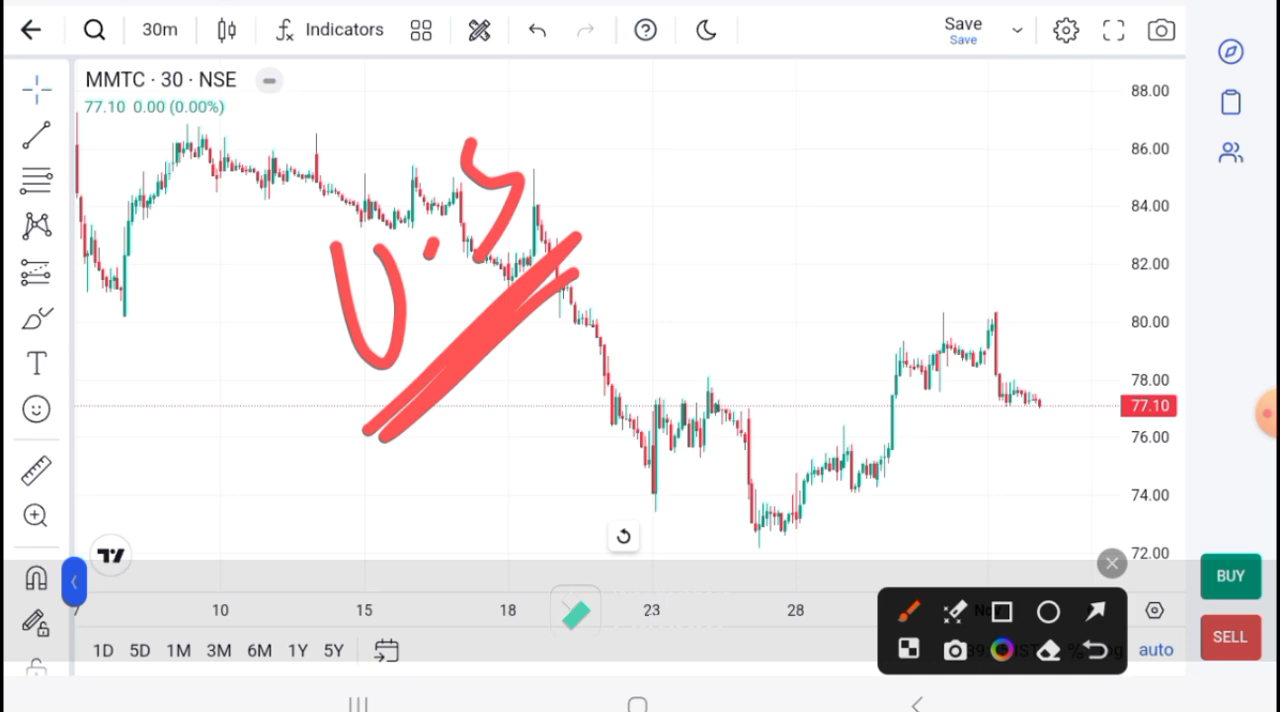 30m Indicators Save
Save
MMTC · 30 · NSE
77.10 0.00 (0.00%)
88.00
86.00
84.00
82.00
80.00
78.00
77.10
76.00
74.00
72.00
BUY
7 10 15 18 23 28
SELL
1D 5D 1M 3M 6M 1Y 5Y auto